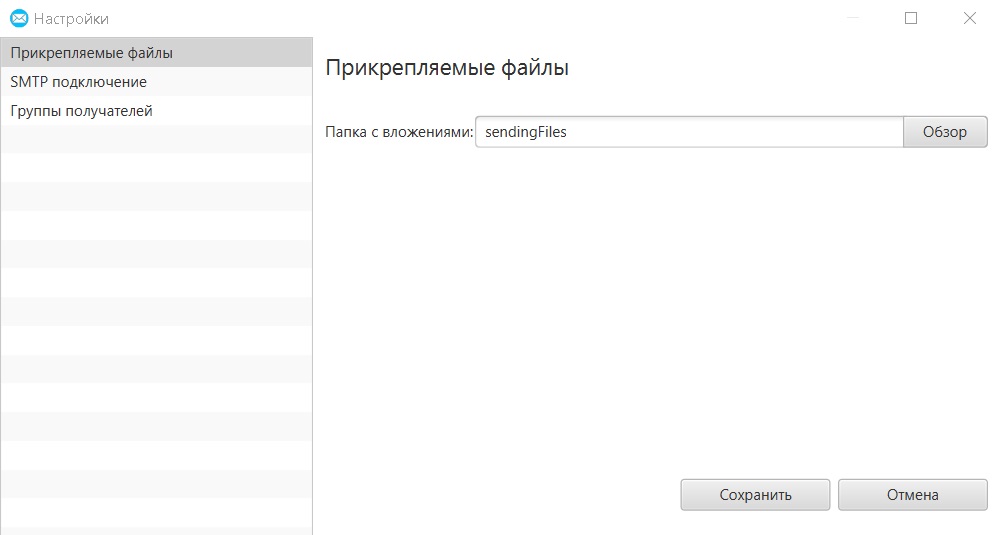 Настройки
Прикрепляемые файлы
SMTP подключение
Группы получателей
Прикрепляемые файлы
Папка с вложениями: sendingFiles Обзор
Сохранить Отмена